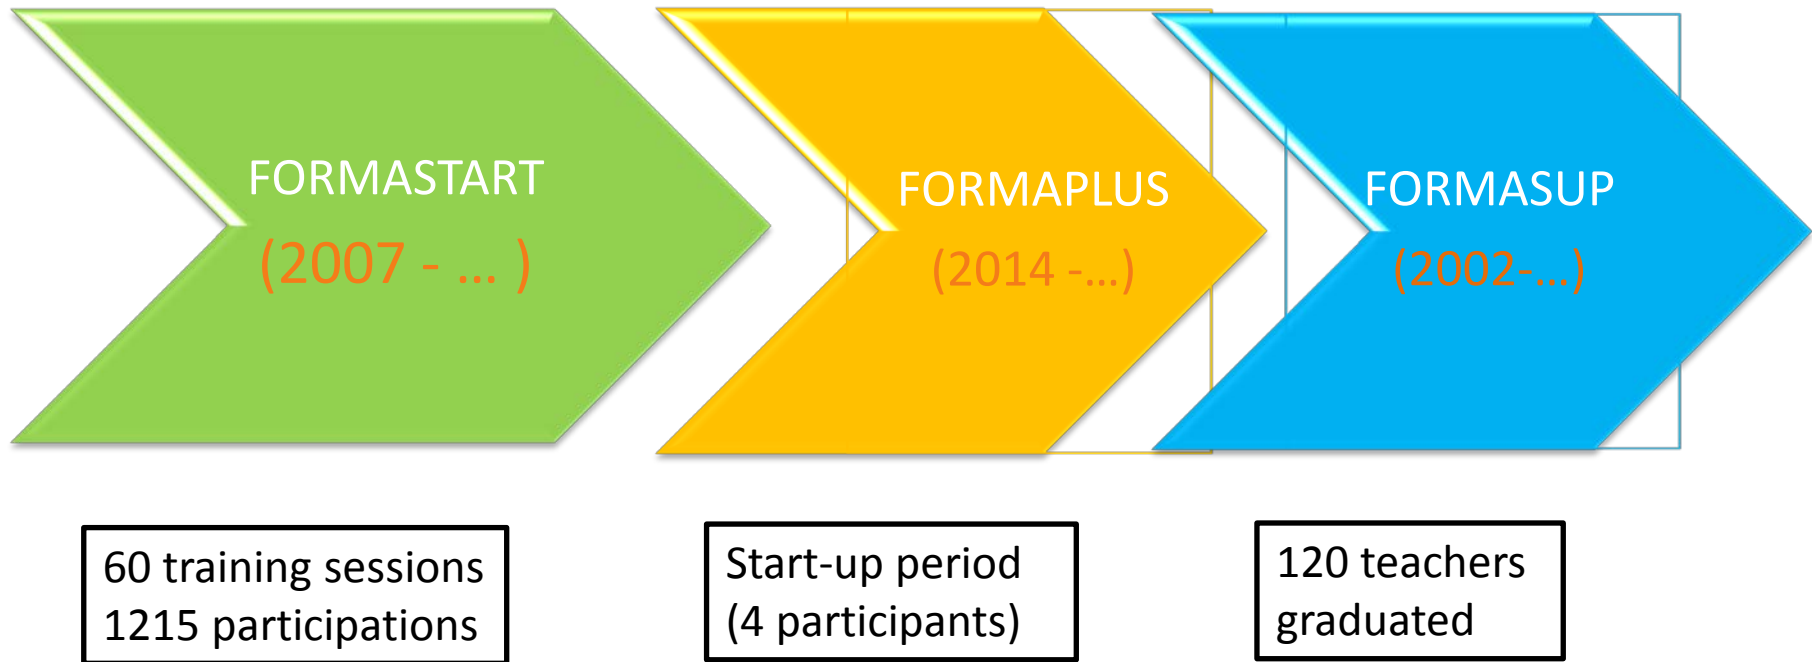 FORMASTART
(2007 - ... )
FORMAPLUS
(2014 -...)
FORMASUP
(2002-...)
60 training sessions
1215 participations
Start-up period
(4 participants)
120 teachers
graduated